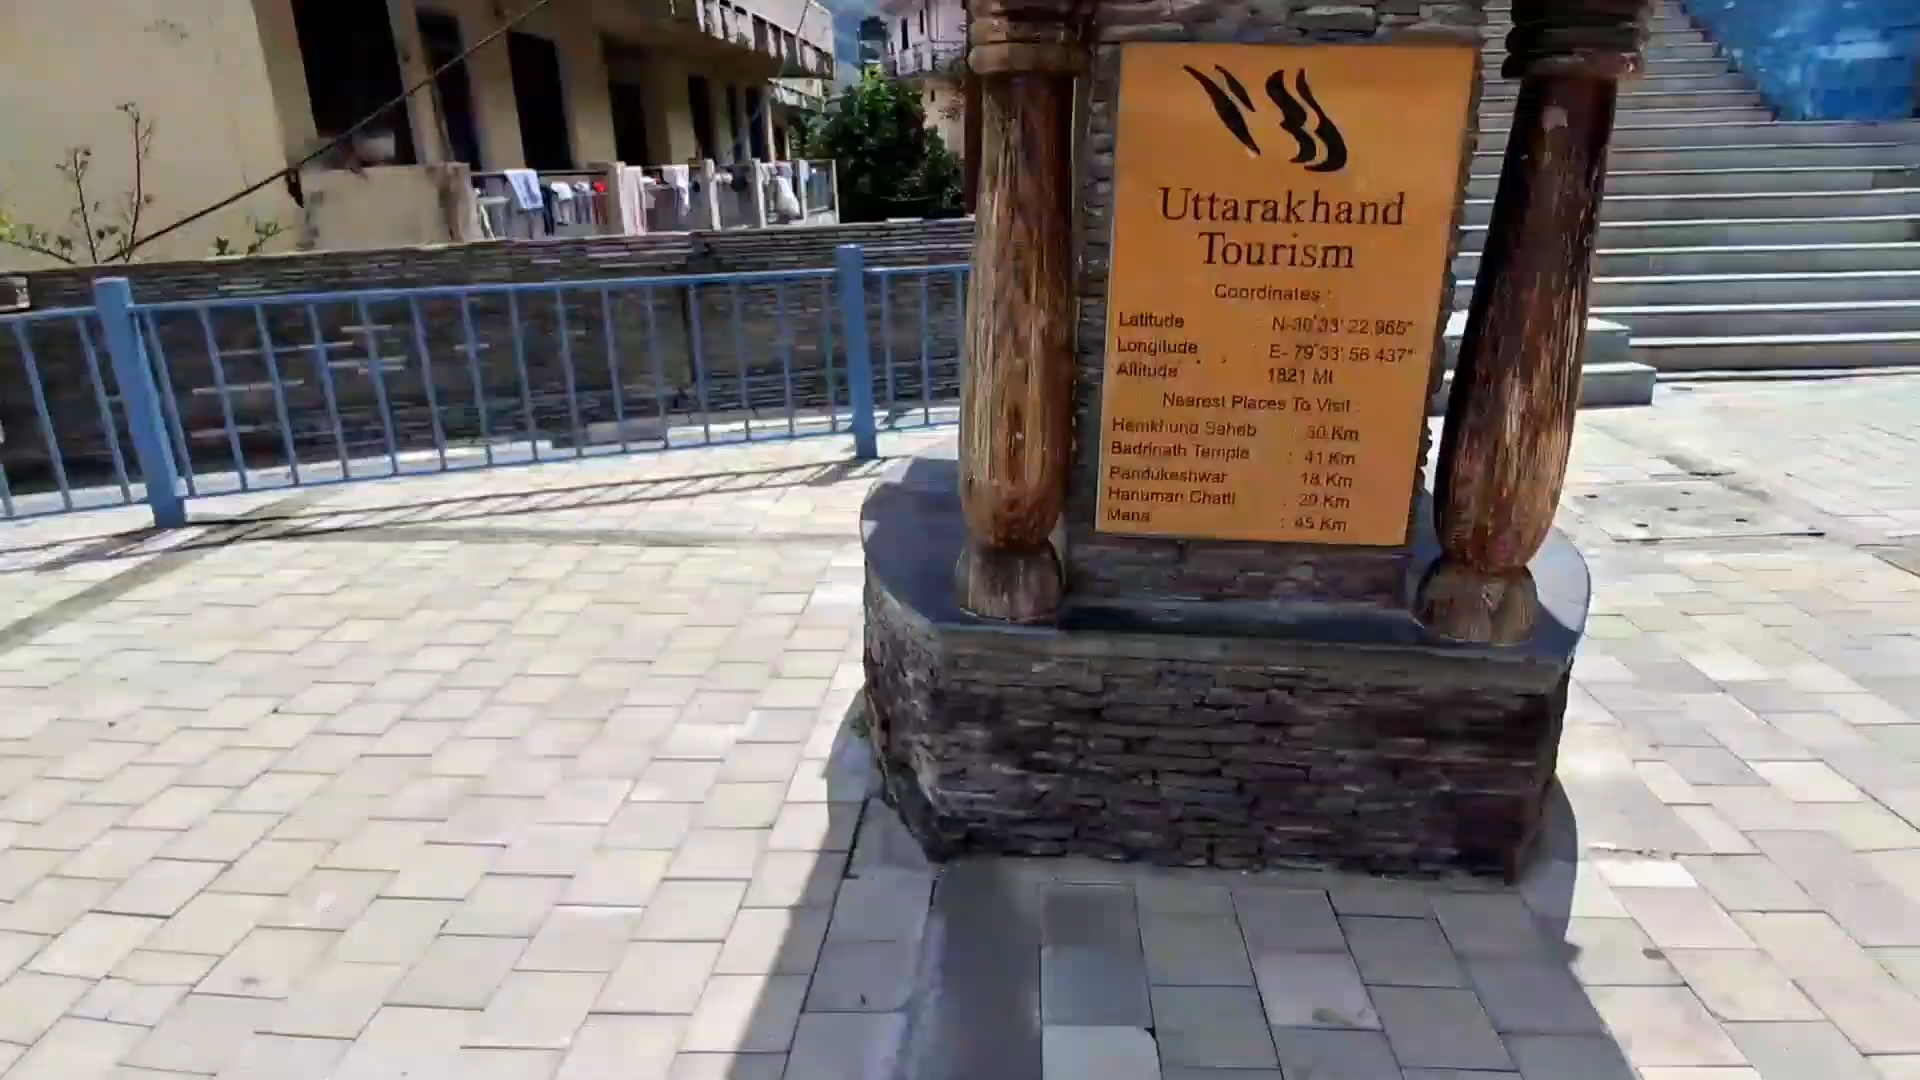 Uttarakhand
Tourism
Coordinates :
Latitude : N-30°33' 22.965"
Longitude : E- 79°33' 56.437"
Altitude 1821 Mt
Nearest Places To Visit :
Hemkhund Saheb : 30 Km
Badrinath Temple : 41 Km
Pandukeshwar 18 Km
Hanuman Chatti : 29 Km
Mana : 45 Km